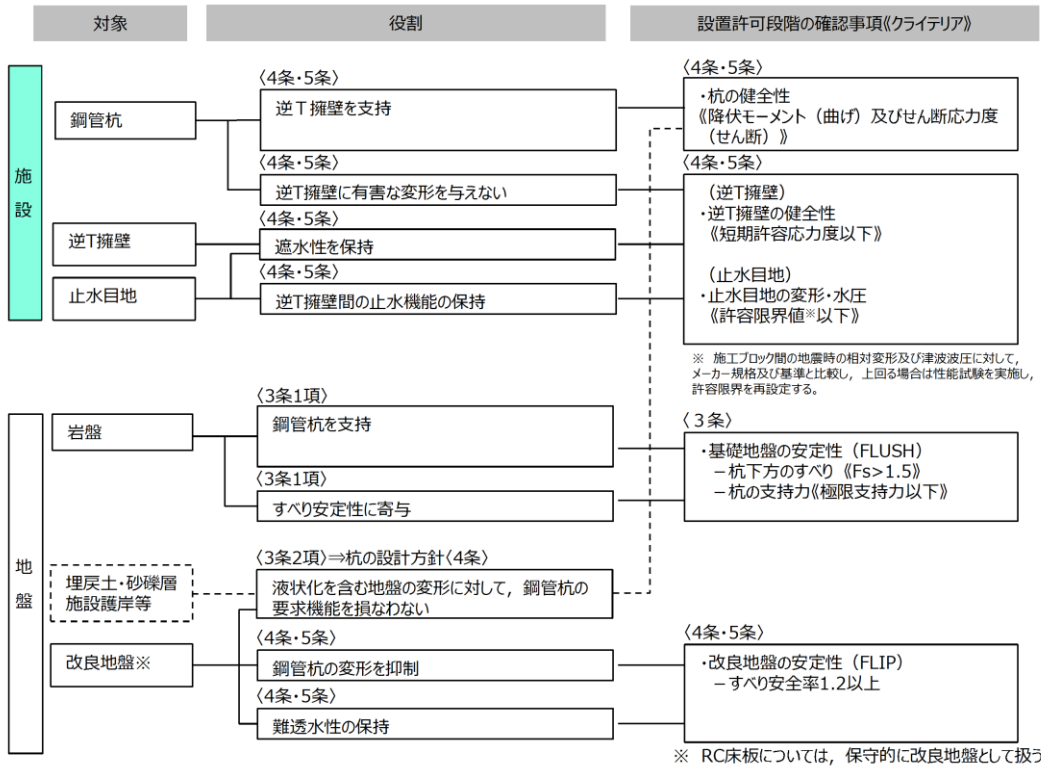 対象
役割
設置許可段階の確認事項《クライテリア》
施設
鋼管杭
〈4条・5条〉
逆T擁壁を支持
〈4条・5条〉
・杭の健全性
《降伏モーメント（曲げ）及びせん断応力度
（せん断）》
〈4条・5条〉
逆T擁壁に有害な変形を与えない
逆T擁壁
〈4条・5条〉
遮水性を保持
止水目地
〈4条・5条〉
逆T擁壁間の止水機能の保持
〈4条・5条〉
（逆T擁壁）
・逆T擁壁の健全性
《短期許容応力度以下》
（止水目地）
・止水目地の変形・水圧
《許容限界値※以下》
※ 施工ブロック間の地震時の相対変形及び津波波圧に対して，
メーカー規格及び基準と比較し，上回る場合は性能試験を実施し，
許容限界を再設定する。
地盤
岩盤
〈3条1項〉
鋼管杭を支持
〈3条1項〉
すべり安定性に寄与
〈３条〉
・基礎地盤の安定性（FLUSH）
－杭下方のすべり《Fs>1.5》
－杭の支持力《極限支持力以下》
埋戻土・砂礫層
施設護岸等
〈3条2項〉⇒杭の設計方針〈4条〉
液状化を含む地盤の変形に対して，鋼管杭の
要求機能を損なわない
改良地盤※
〈4条・5条〉
鋼管杭の変形を抑制
〈4条・5条〉
難透水性の保持
〈4条・5条〉
・改良地盤の安定性（FLIP）
－すべり安全率1.2以上
※ RC床板については，保守的に改良地盤として扱う